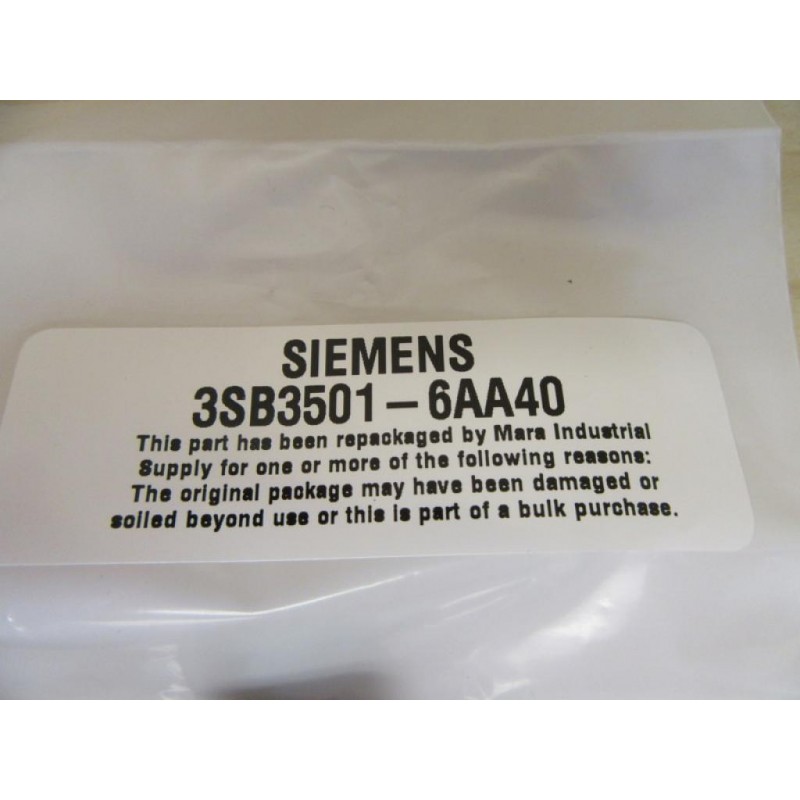 SIEMENS
3SB3501-6AA40
This part has been repackaged by Mara Industrial
Supply for one or more of the following reasons:
The original package may have been damaged or
soiled beyond use or this is part of a bulk purchase.